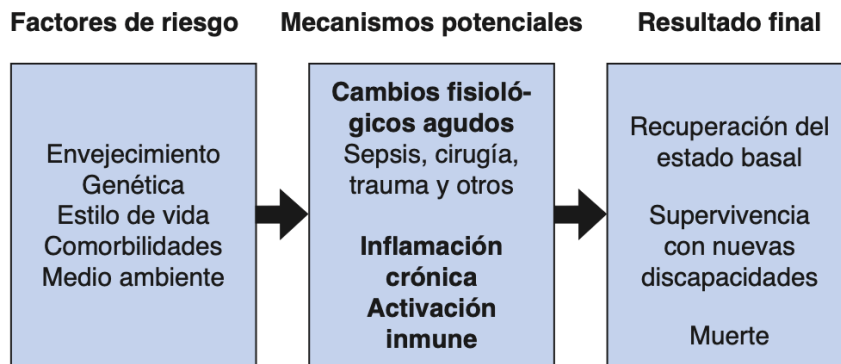 Factores de riesgo
Mecanismos potenciales
Resultado final
Envejecimiento
Genética
Estilo de vida
Comorbilidades
Medio ambiente
Cambios fisioló-
gicos agudos
Sepsis, cirugía,
trauma y otros
Inflamación
crónica
Activación
inmune
Recuperación del
estado basal
Supervivencia
con nuevas
discapacidades
Muerte